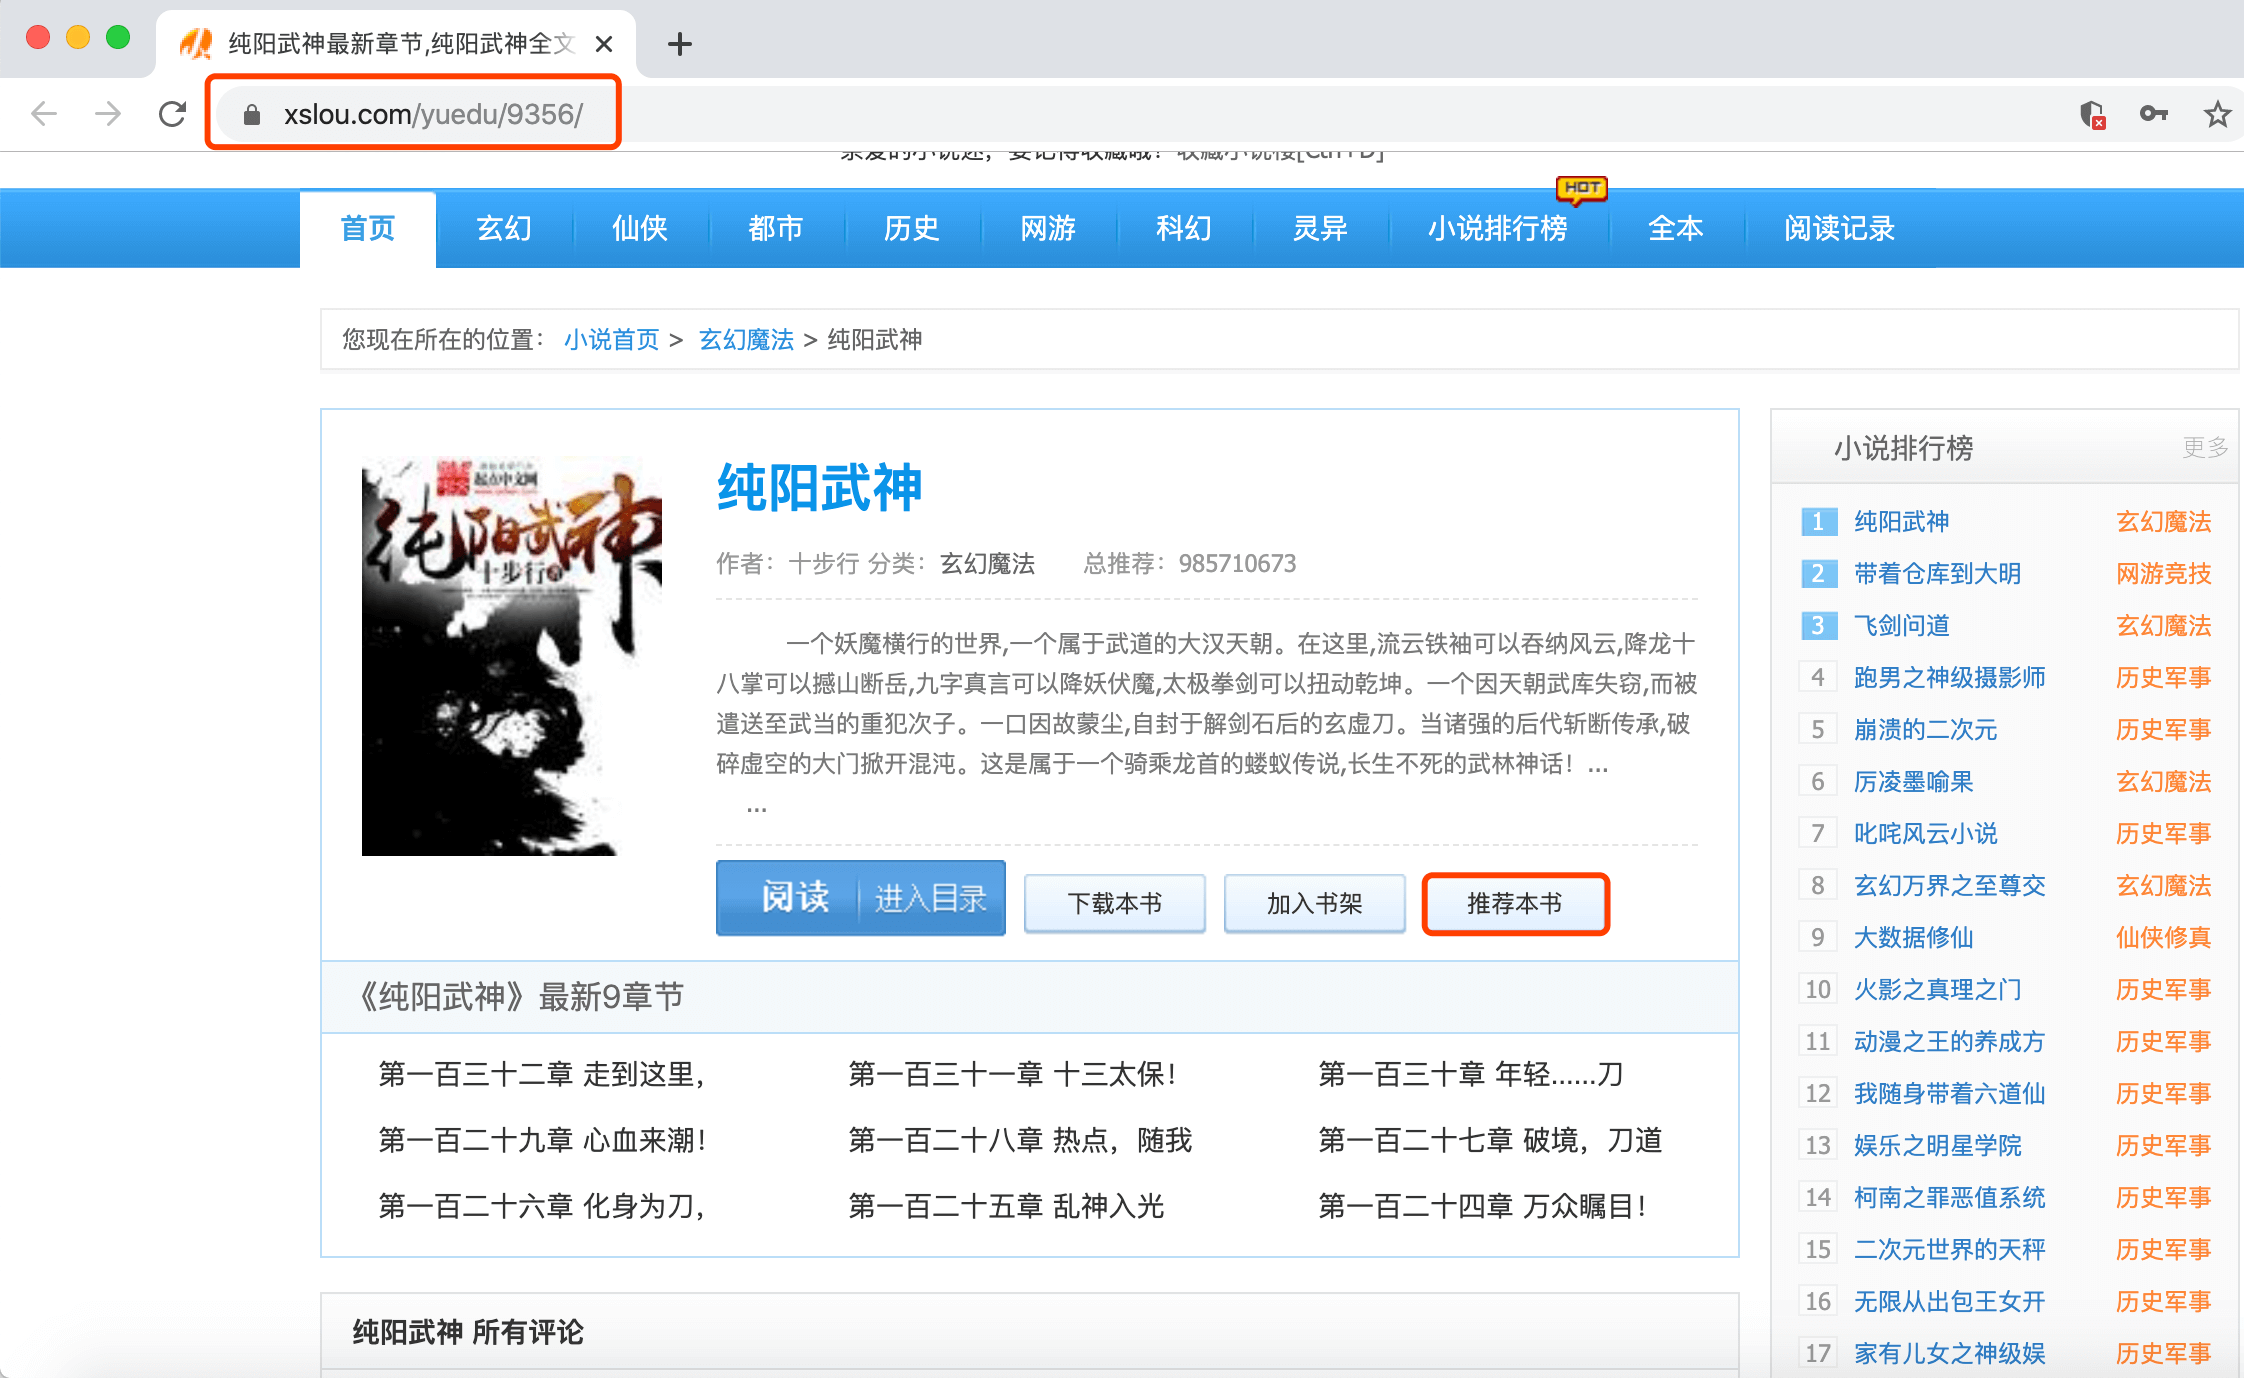 纯阳武神最新章节,纯阳武神全文
xslou.com/yuedu/9356/
亲爱的小说迷，要记得收藏哦！收藏小说楼[Ctrl+D]
HOT
首页 玄幻 仙侠 都市 历史 网游 科幻 灵异 小说排行榜 全本 阅读记录
您现在所在的位置： 小说首页 > 玄幻魔法 > 纯阳武神
起点中文网
纯阳武神
十步行
纯阳武神
作者：十步行 分类：玄幻魔法 总推荐：985710673
一个妖魔横行的世界,一个属于武道的大汉天朝。在这里,流云铁袖可以吞纳风云,降龙十
八掌可以撼山断岳,九字真言可以降妖伏魔,太极拳剑可以扭动乾坤。一个因天朝武库失窃,而被
遣送至武当的重犯次子。一口因故蒙尘,自封于解剑石后的玄虚刀。当诸强的后代斩断传承,破
碎虚空的大门掀开混沌。这是属于一个骑乘龙首的蝼蚁传说,长生不死的武林神话！...
...
阅读 进入目录 下载本书 加入书架 推荐本书
《纯阳武神》最新9章节
第一百三十二章 走到这里， 第一百三十一章 十三太保！ 第一百三十章 年轻……刀
第一百二十九章 心血来潮！ 第一百二十八章 热点，随我 第一百二十七章 破境，刀道
第一百二十六章 化身为刀， 第一百二十五章 乱神入光 第一百二十四章 万众瞩目！
纯阳武神 所有评论
小说排行榜 更多
1 纯阳武神 玄幻魔法
2 带着仓库到大明 网游竞技
3 飞剑问道 玄幻魔法
4 跑男之神级摄影师 历史军事
5 崩溃的二次元 历史军事
6 厉凌墨喻果 玄幻魔法
7 叱咤风云小说 历史军事
8 玄幻万界之至尊交 玄幻魔法
9 大数据修仙 仙侠修真
10 火影之真理之门 历史军事
11 动漫之王的养成方 历史军事
12 我随身带着六道仙 历史军事
13 娱乐之明星学院 历史军事
14 柯南之罪恶值系统 历史军事
15 二次元世界的天秤 历史军事
16 无限从出包王女开 历史军事
17 家有儿女之神级娱 历史军事